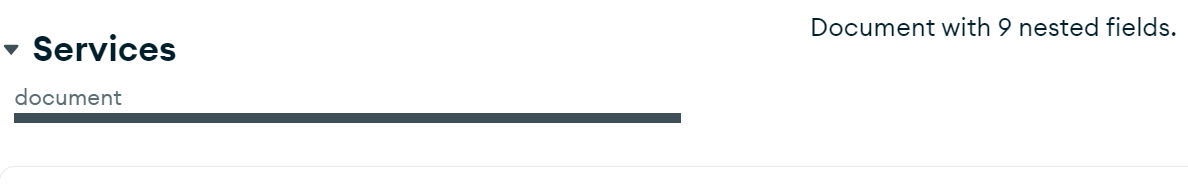 Services
Document with 9 nested fields.
document